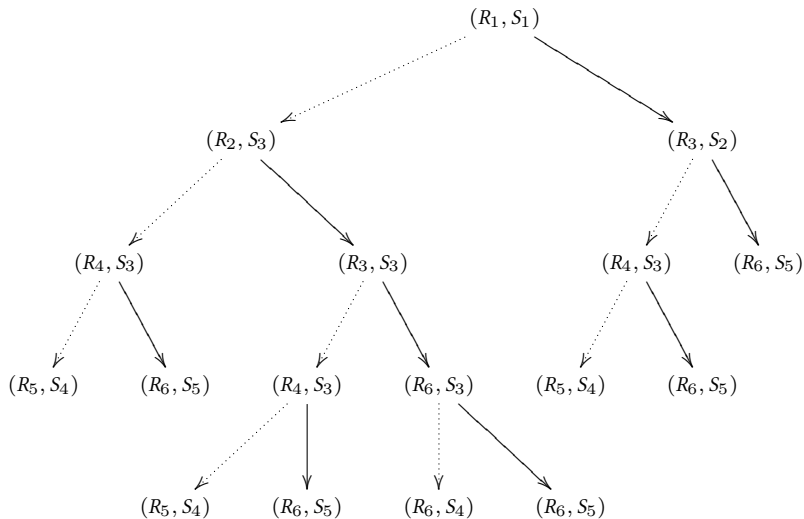 (R₁, S₁)
(R₂, S₃) (R₃, S₂)
(R₄, S₃) (R₃, S₃) (R₄, S₃) (R₆, S₅)
(R₅, S₄) (R₆, S₅) (R₄, S₃) (R₆, S₃) (R₅, S₄) (R₆, S₅)
(R₅, S₄) (R₆, S₅) (R₆, S₄) (R₆, S₅)